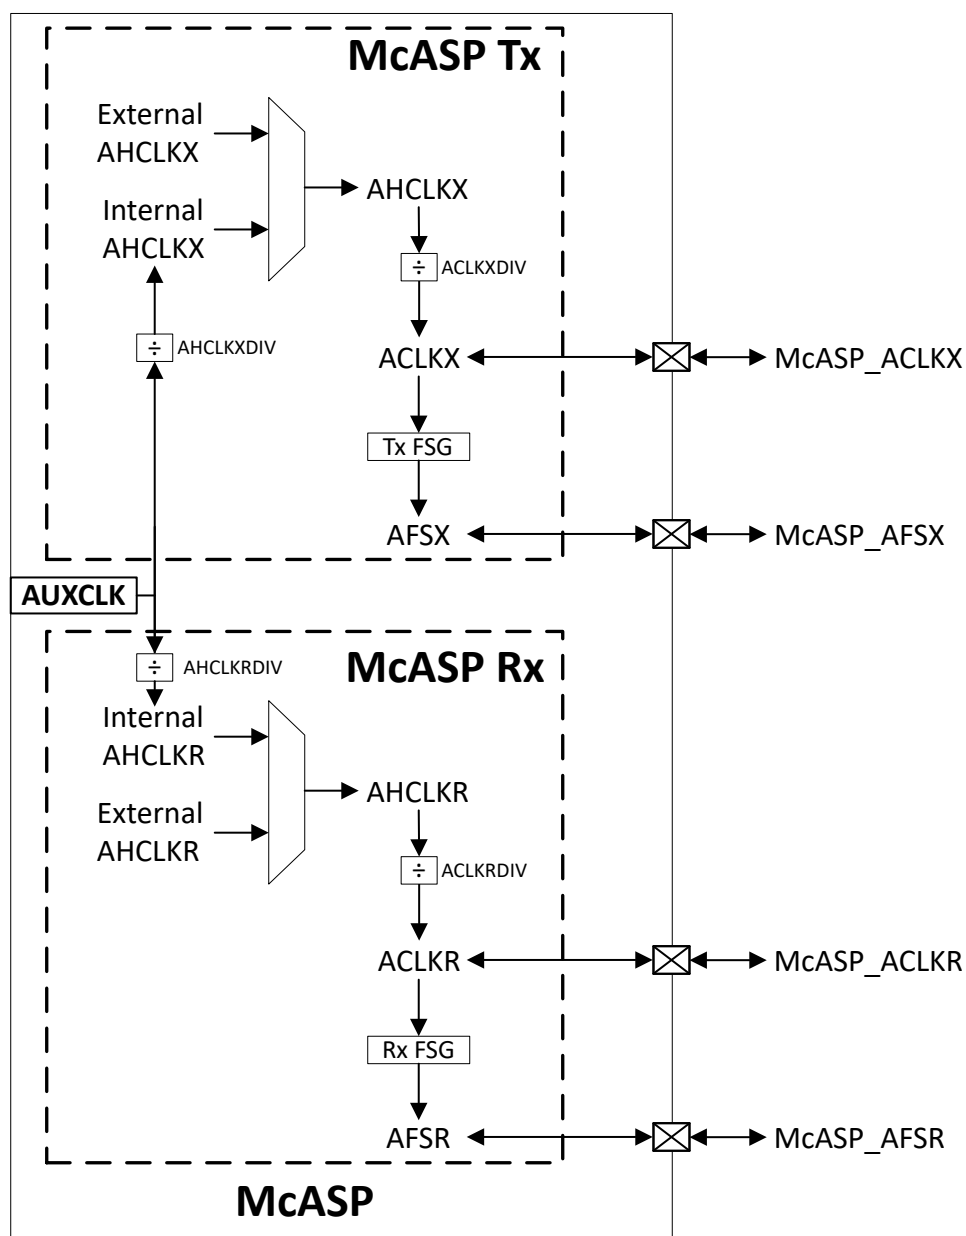 McASP Tx
External
AHCLKX
Internal
AHCLKX
AHCLKX
÷ ACLKXDIV
÷ AHCLKXDIV
ACLKX
McASP_ACLKX
Tx FSG
AFSX
McASP_AFSX
AUXCLK
McASP Rx
÷ AHCLKRDIV
Internal
AHCLKR
AHCLKR
External
AHCLKR
÷ ACLKRDIV
ACLKR
McASP_ACLKR
Rx FSG
AFSR
McASP_AFSR
McASP